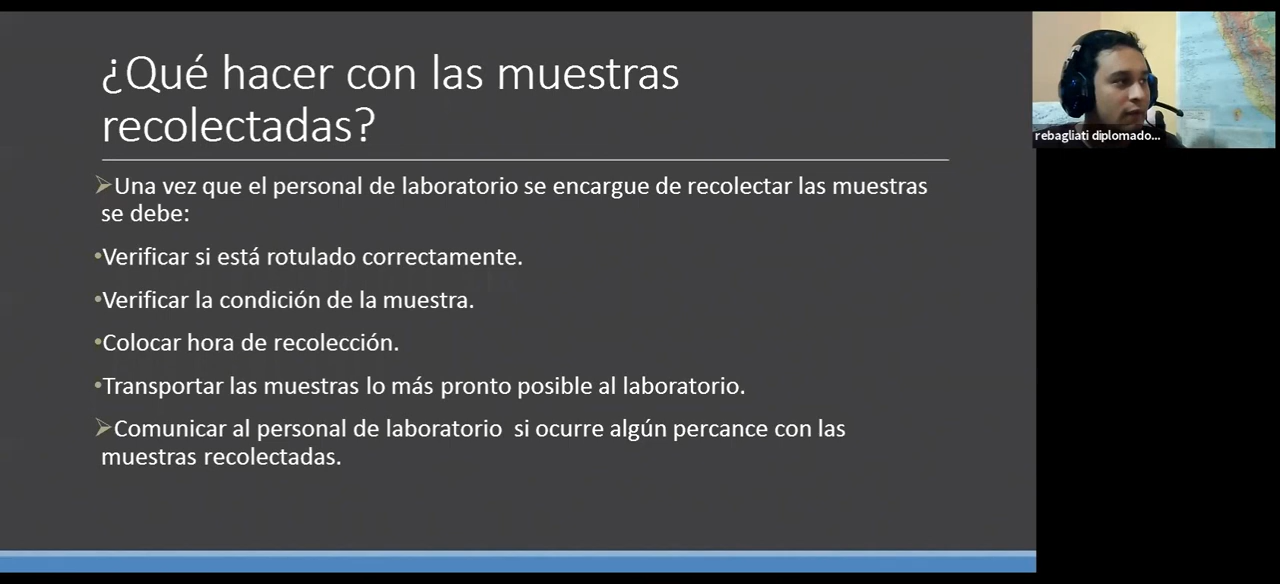 ¿Qué hacer con las muestras
recolectadas?
➢Una vez que el personal de laboratorio se encargue de recolectar las muestras
se debe:
•Verificar si está rotulado correctamente.
•Verificar la condición de la muestra.
•Colocar hora de recolección.
•Transportar las muestras lo más pronto posible al laboratorio.
➢Comunicar al personal de laboratorio  si ocurre algún percance con las
muestras recolectadas.
rebagliati diplomado...